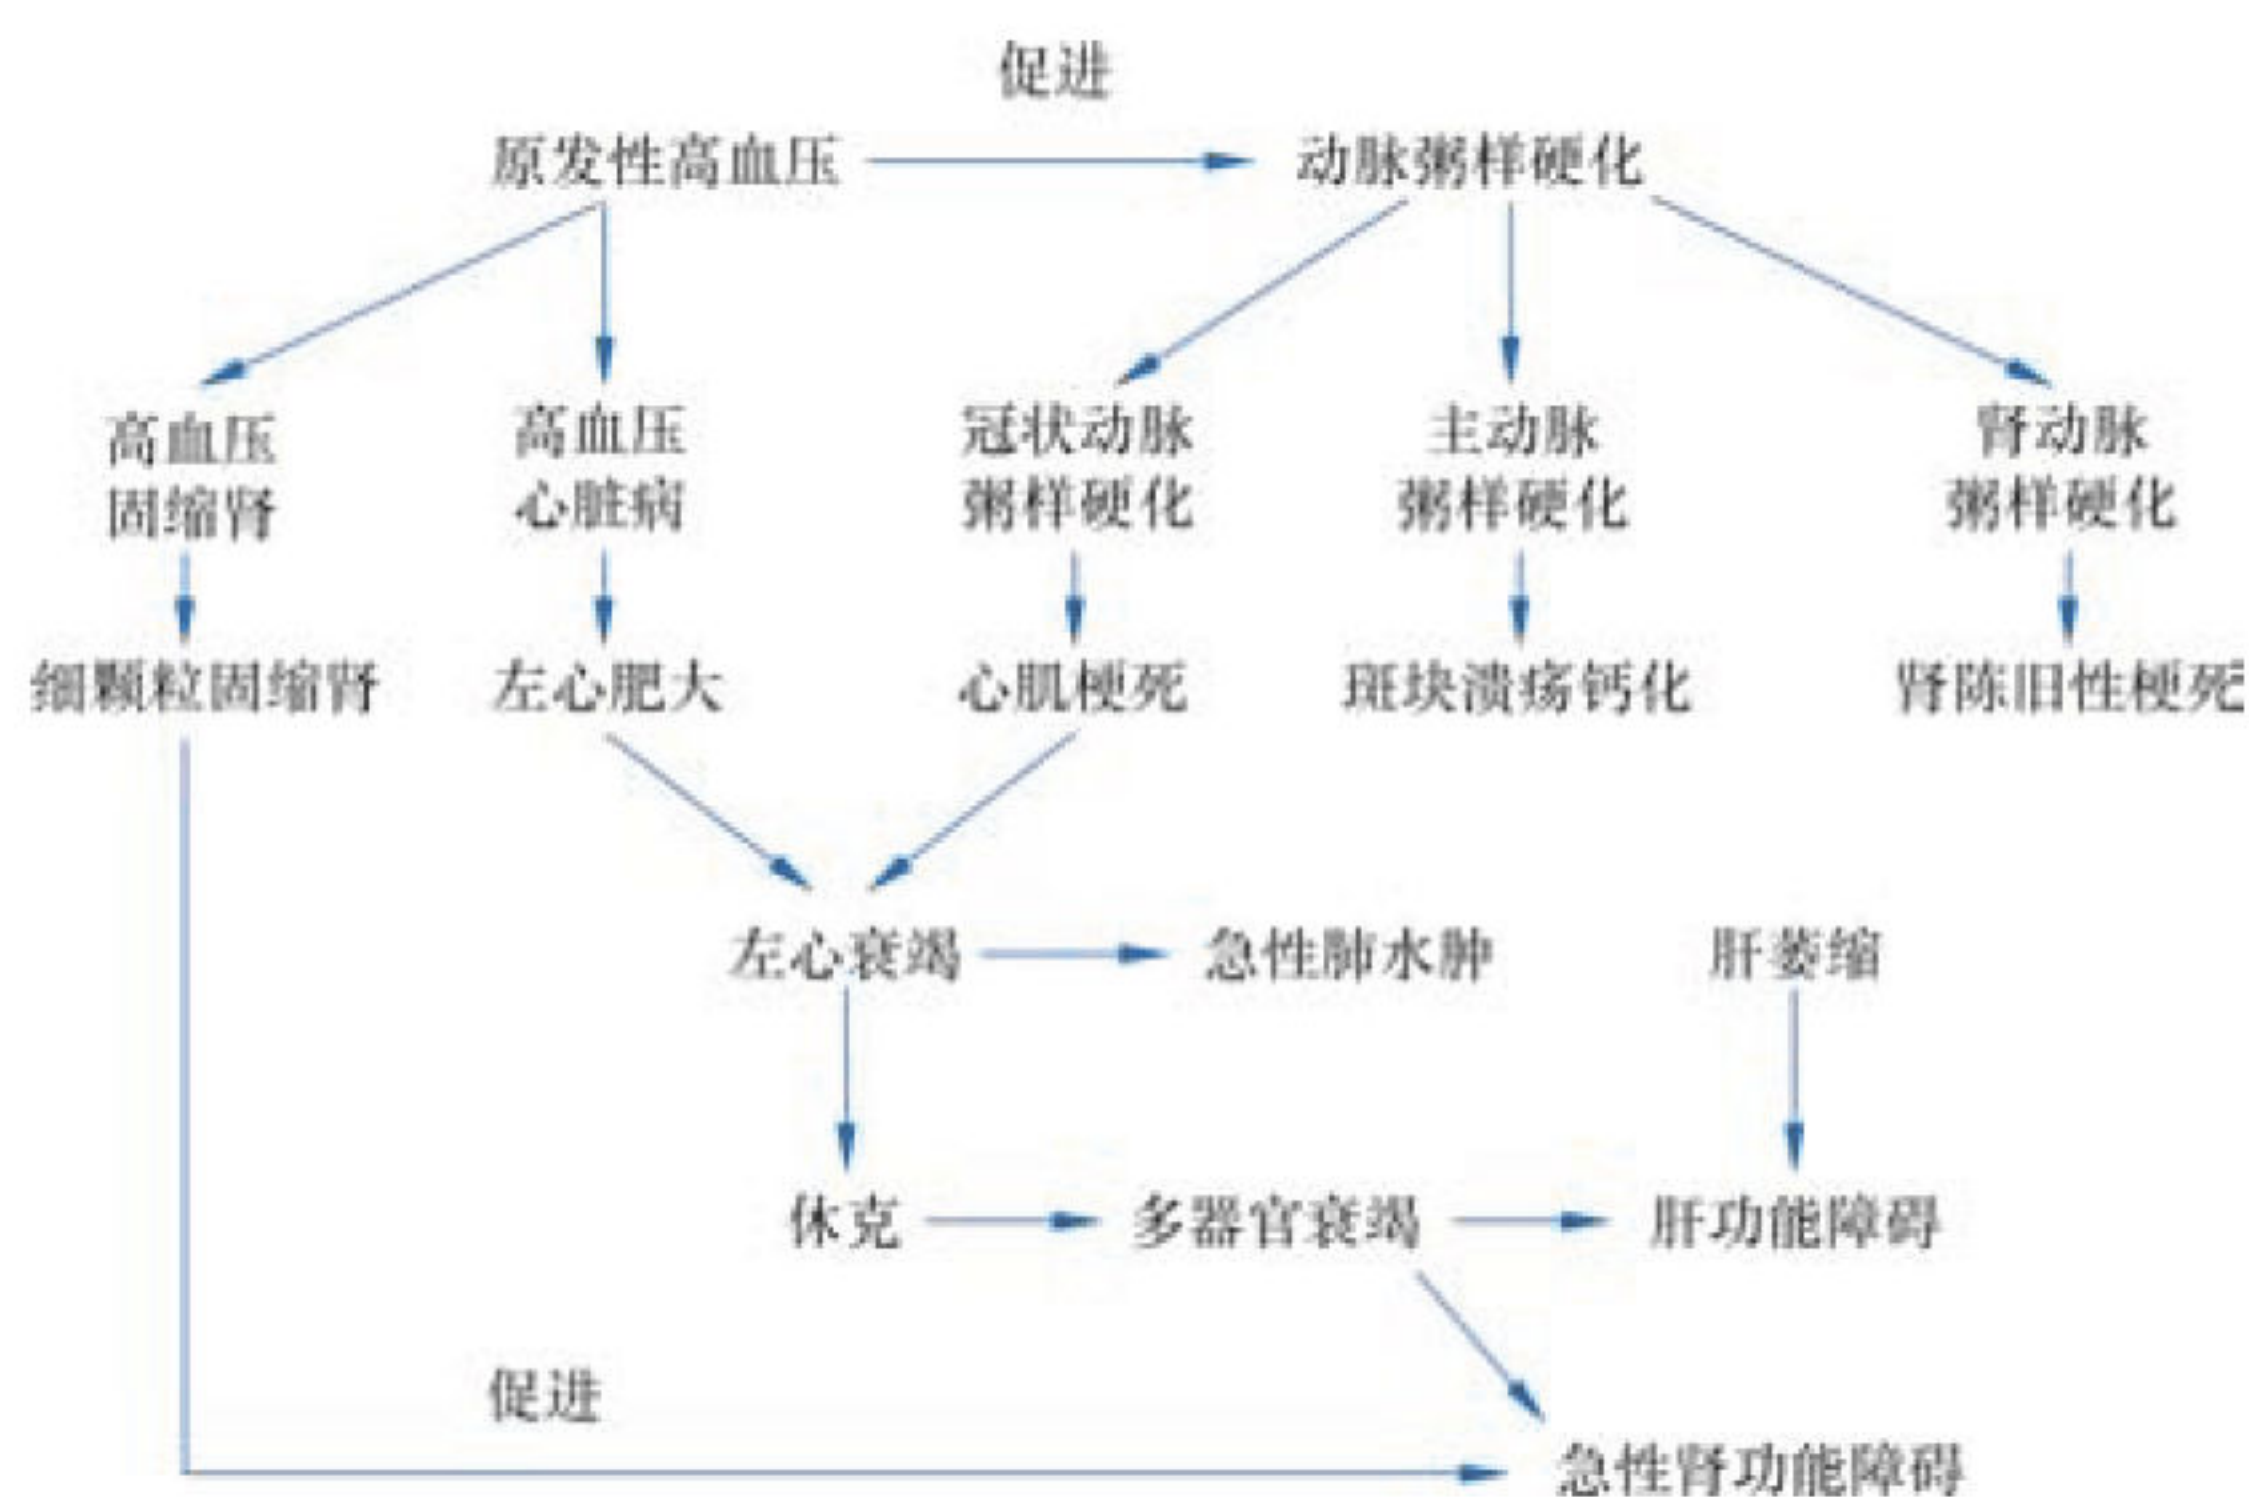 促进
原发性高血压 动脉粥样硬化
高血压 高血压 冠状动脉 主动脉 肾动脉
固缩肾 心脏病 粥样硬化 粥样硬化 粥样硬化
细颗粒固缩肾 左心肥大 心肌梗死 斑块溃疡钙化 肾陈旧性梗死
左心衰竭 急性肺水肿 肝萎缩
休克 多器官衰竭 肝功能障碍
促进
急性肾功能障碍